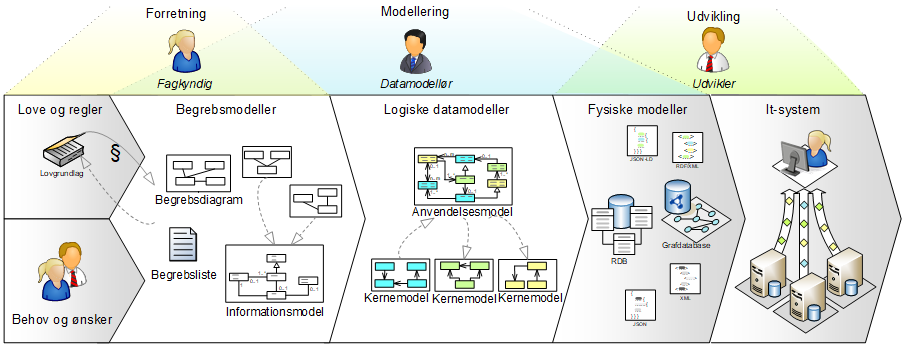 Forretning
Modellering
Udvikling
Fagkyndig
Datamodellør
Udvikler
Love og regler
Begrebsmodeller
Logiske datamodeller
Fysiske modeller
It-system
§
Lovgrundlag
Begrebsdiagram
Begrebsliste
Informationsmodel
Behov og ønsker
Anvendelsesmodel
Kernemodel
Kernemodel
Kernemodel
JSON-LD
RDF/XML
RDB
Grafdatabase
JSON
XML